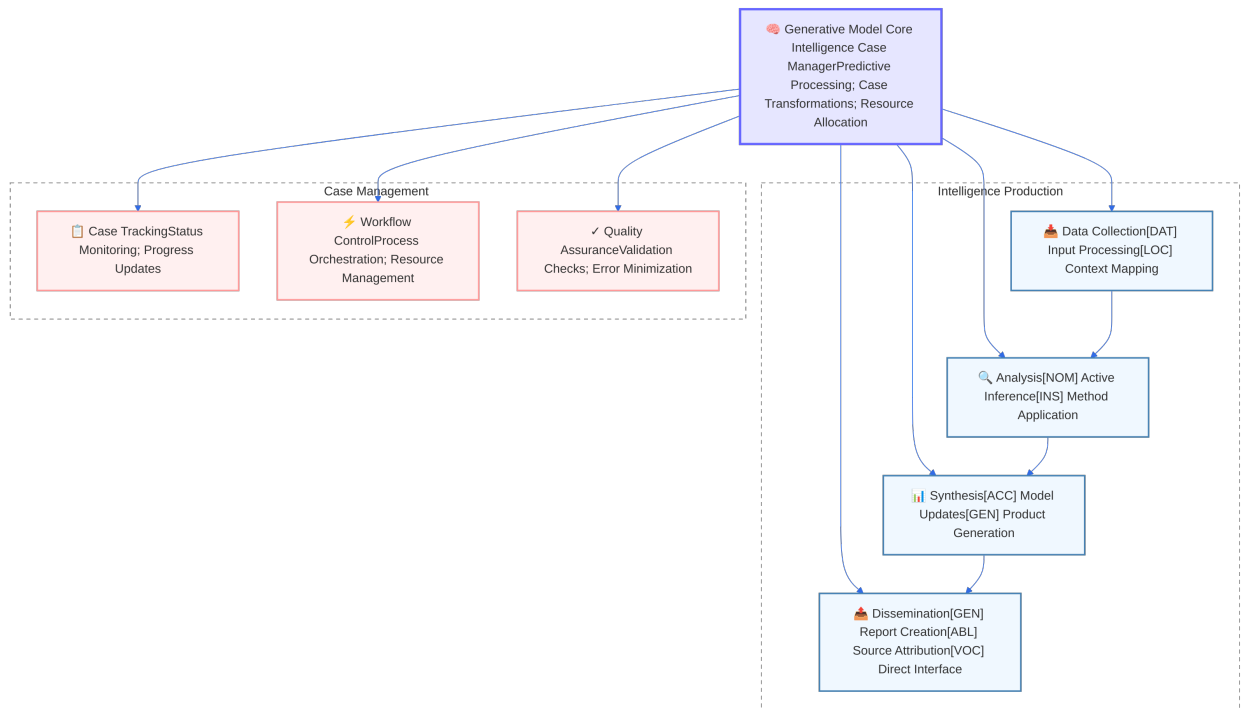 🧠 Generative Model Core
Intelligence Case
ManagerPredictive
Processing; Case
Transformations; Resource
Allocation
Case Management
📋 Case TrackingStatus
Monitoring; Progress
Updates
⚡ Workflow
ControlProcess
Orchestration; Resource
Management
✓ Quality
AssuranceValidation
Checks; Error Minimization
Intelligence Production
📥 Data Collection[DAT]
Input Processing[LOC]
Context Mapping
🔍 Analysis[NOM] Active
Inference[INS] Method
Application
📊 Synthesis[ACC] Model
Updates[GEN] Product
Generation
📤 Dissemination[GEN]
Report Creation[ABL]
Source Attribution[VOC]
Direct Interface